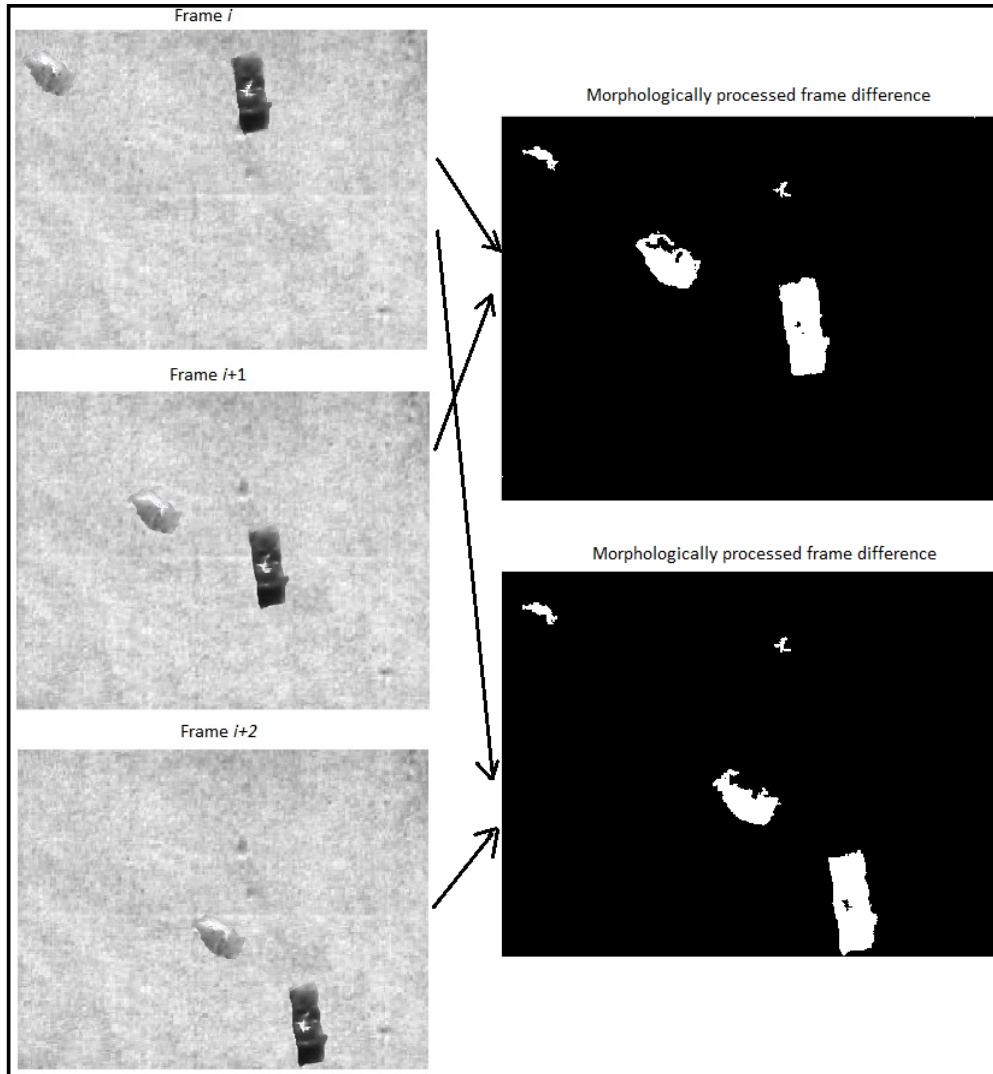 Frame i
Morphologically processed frame difference
Frame i+1
Morphologically processed frame difference
Frame i+2